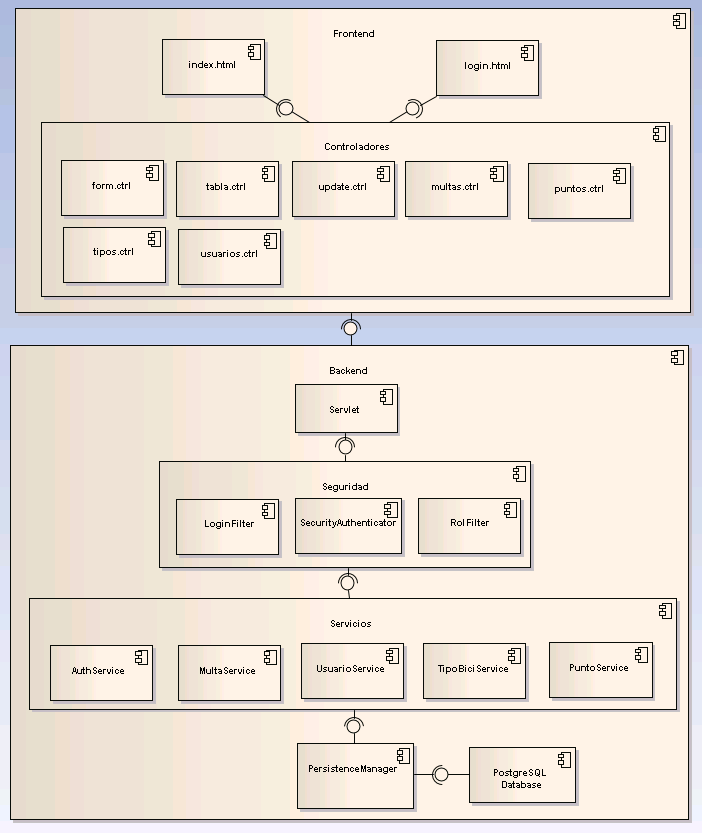 Frontend
index.html
login.html
Controladores
form.ctrl
tabla.ctrl
update.ctrl
multas.ctrl
puntos.ctrl
tipos.ctrl
usuarios.ctrl
Backend
Servlet
Seguridad
LoginFilter
SecurityAuthenticator
RolFilter
Servicios
AuthService
MultaService
UsuarioService
TipoBiciService
PuntoService
PersistenceManager
PostgreSQL
Database